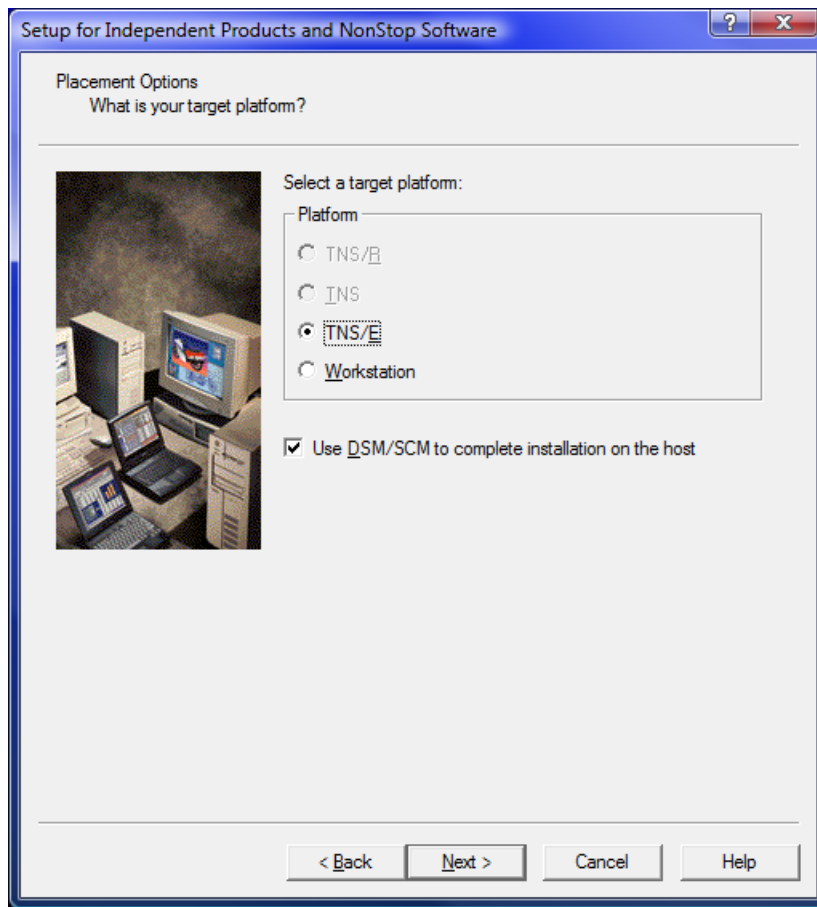 Setup for Independent Products and NonStop Software
?
X
Placement Options
What is your target platform?
Select a target platform:
Platform
TNS/R
TNS
TNS/E
Workstation
Use DSM/SCM to complete installation on the host
< Back
Next >
Cancel
Help